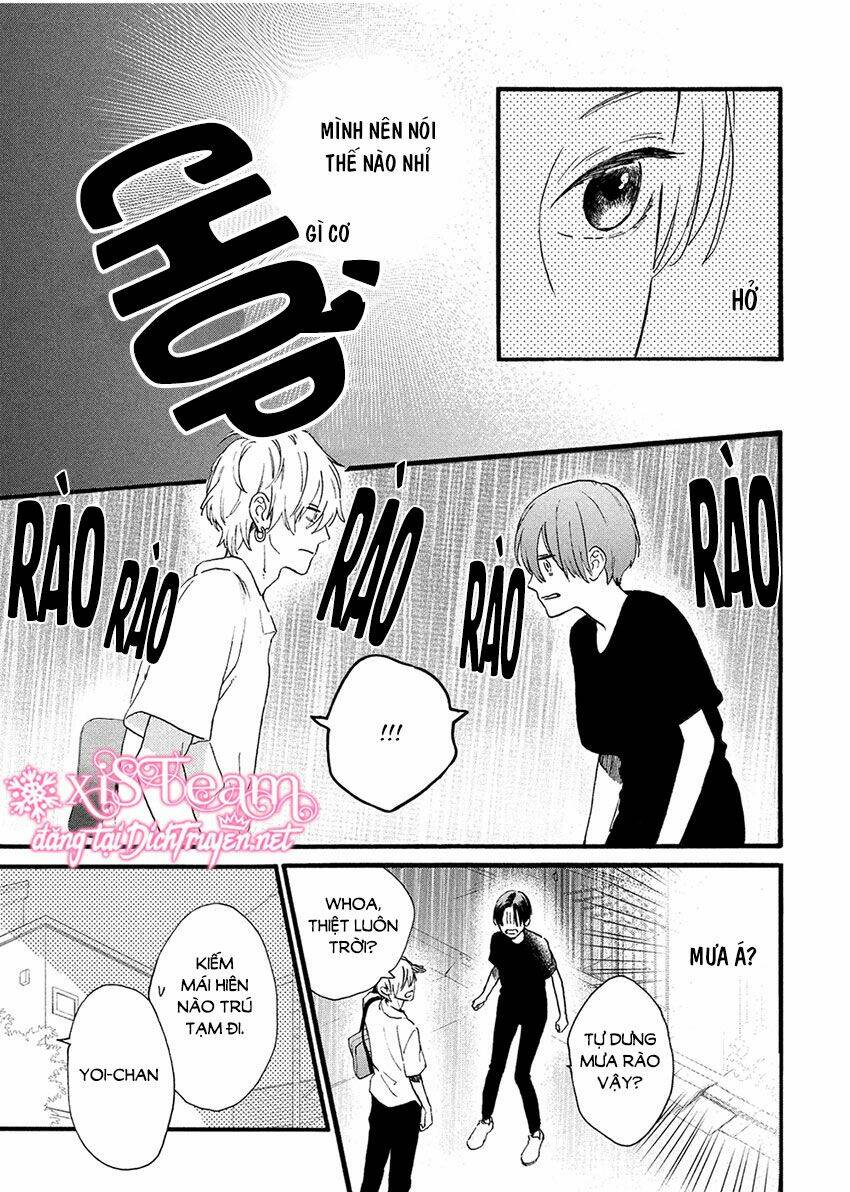 HỞ
MÌNH NÊN NÓI
THẾ NÀO NHỈ
GÌ CƠ
CHỚP
RÀO
RÀO
RÀO
RÀO
RÀO
!!!
xiSTeam
đăng tại DichTruyen.net
MƯA Á?
TỰ DƯNG
MƯA RÀO
VẬY?
WHOA,
THIỆT LUÔN
TRỜI?
KIẾM
MÁI HIÊN
NÀO TRÚ
TẠM ĐI.
YOI-CHAN